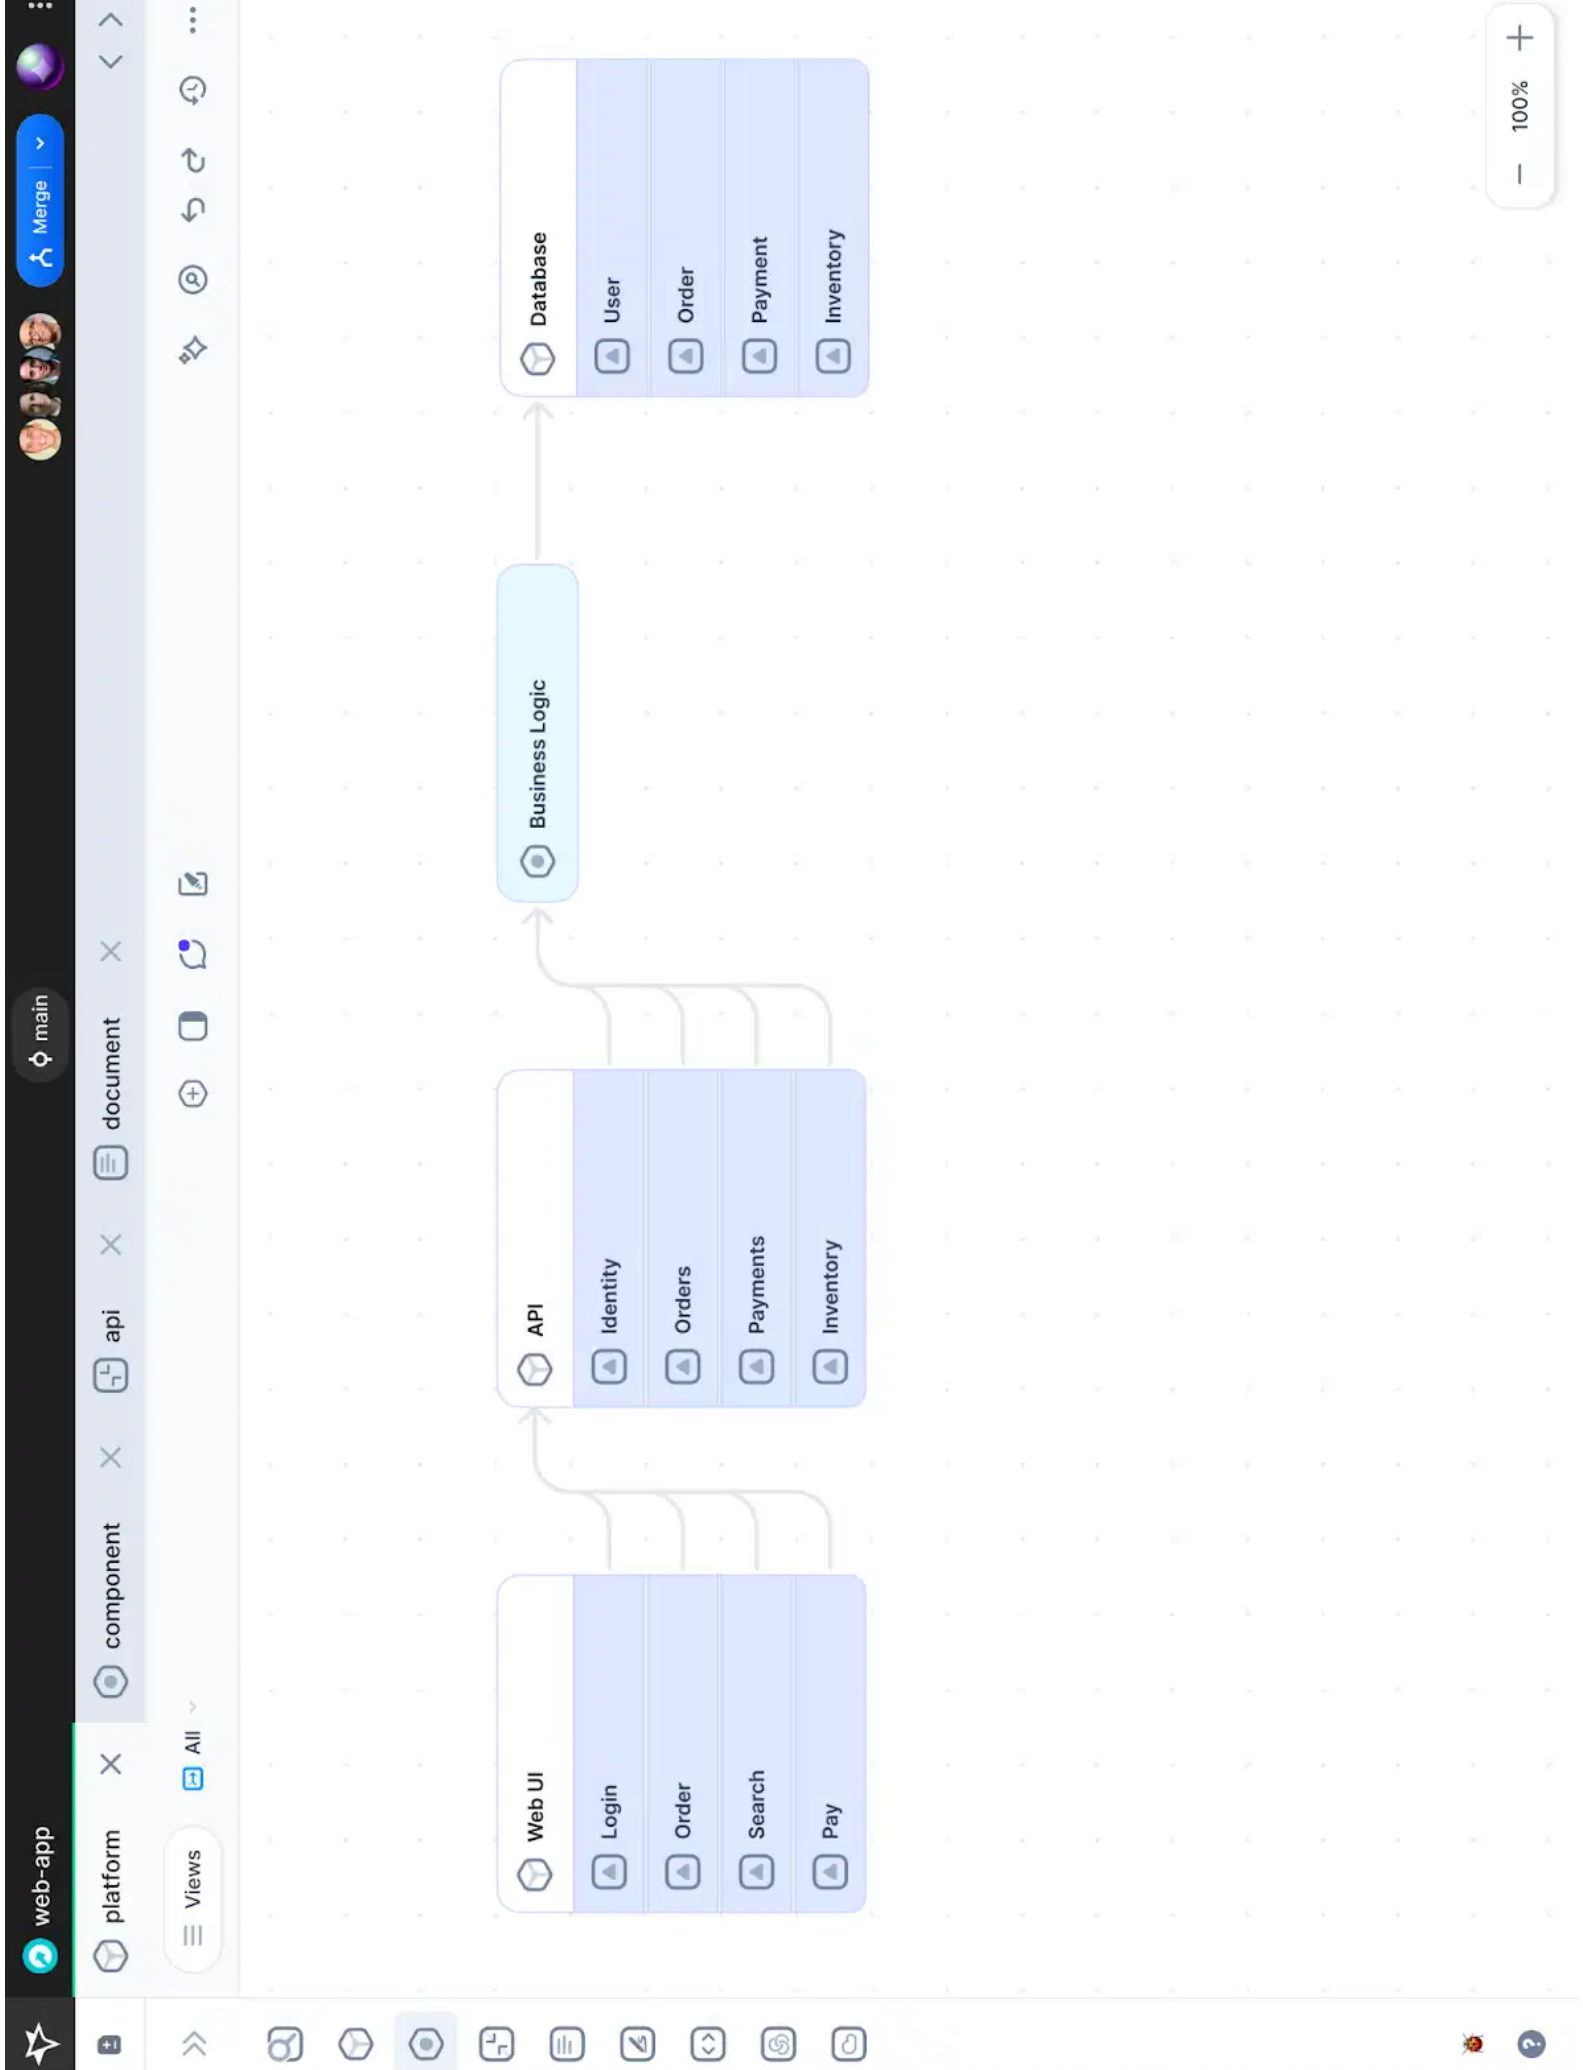 web-app
main
Merge
platform
component
api
document
Views
All
Web UI
Login
Order
Search
Pay
API
Identity
Orders
Payments
Inventory
Business Logic
Database
User
Order
Payment
Inventory
100%